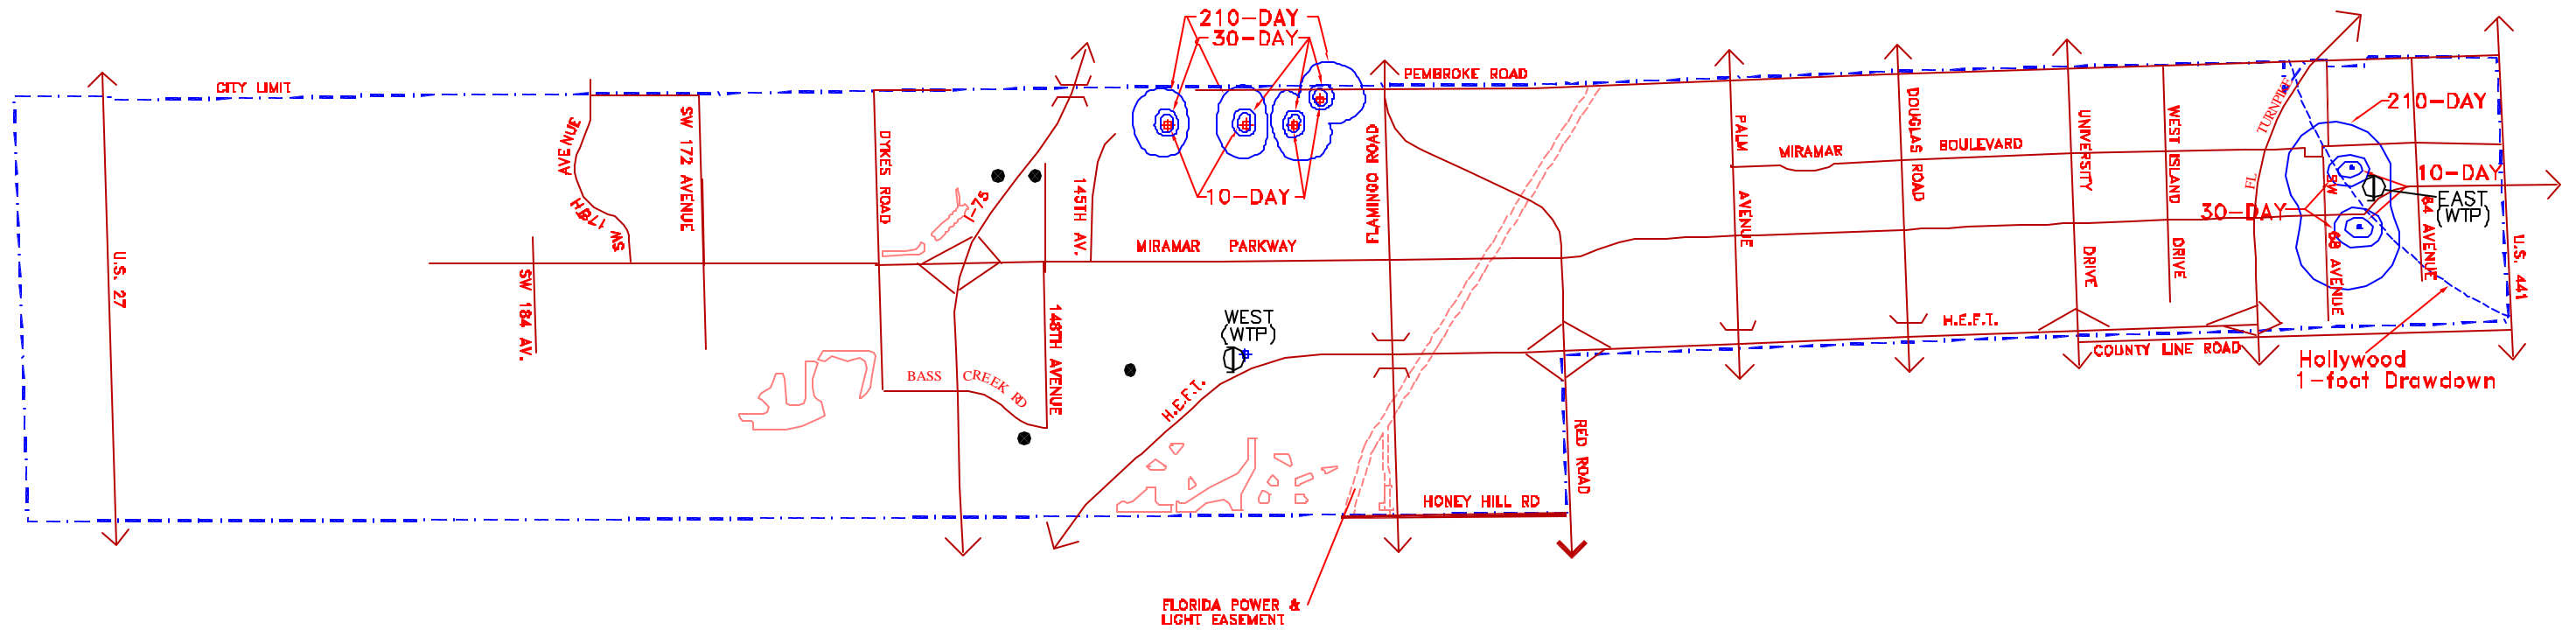 210-DAY
30-DAY
CITY LIMIT
PEMBROKE ROAD
AVENUE
SW 178TH
SW 172 AVENUE
DYKES ROAD
I-75
145TH AV.
10-DAY
FLAMINGO ROAD
PALM
AVENUE
MIRAMAR
BOULEVARD
DOUGLAS ROAD
UNIVERSITY
DRIVE
WEST ISLAND
DRIVE
FL
TURNPIKE
210-DAY
10-DAY
EAST
(WTP)
30-DAY
SW
68
AVENUE
64 AVENUE
U.S. 441
U.S. 27
SW 184 AV.
MIRAMAR PARKWAY
148TH AVENUE
WEST
(WTP)
H.E.F.T.
COUNTY LINE ROAD
Hollywood
1-foot Drawdown
BASS CREEK RD
H.E.F.T.
RED ROAD
HONEY HILL RD
FLORIDA POWER &
LIGHT EASEMENT